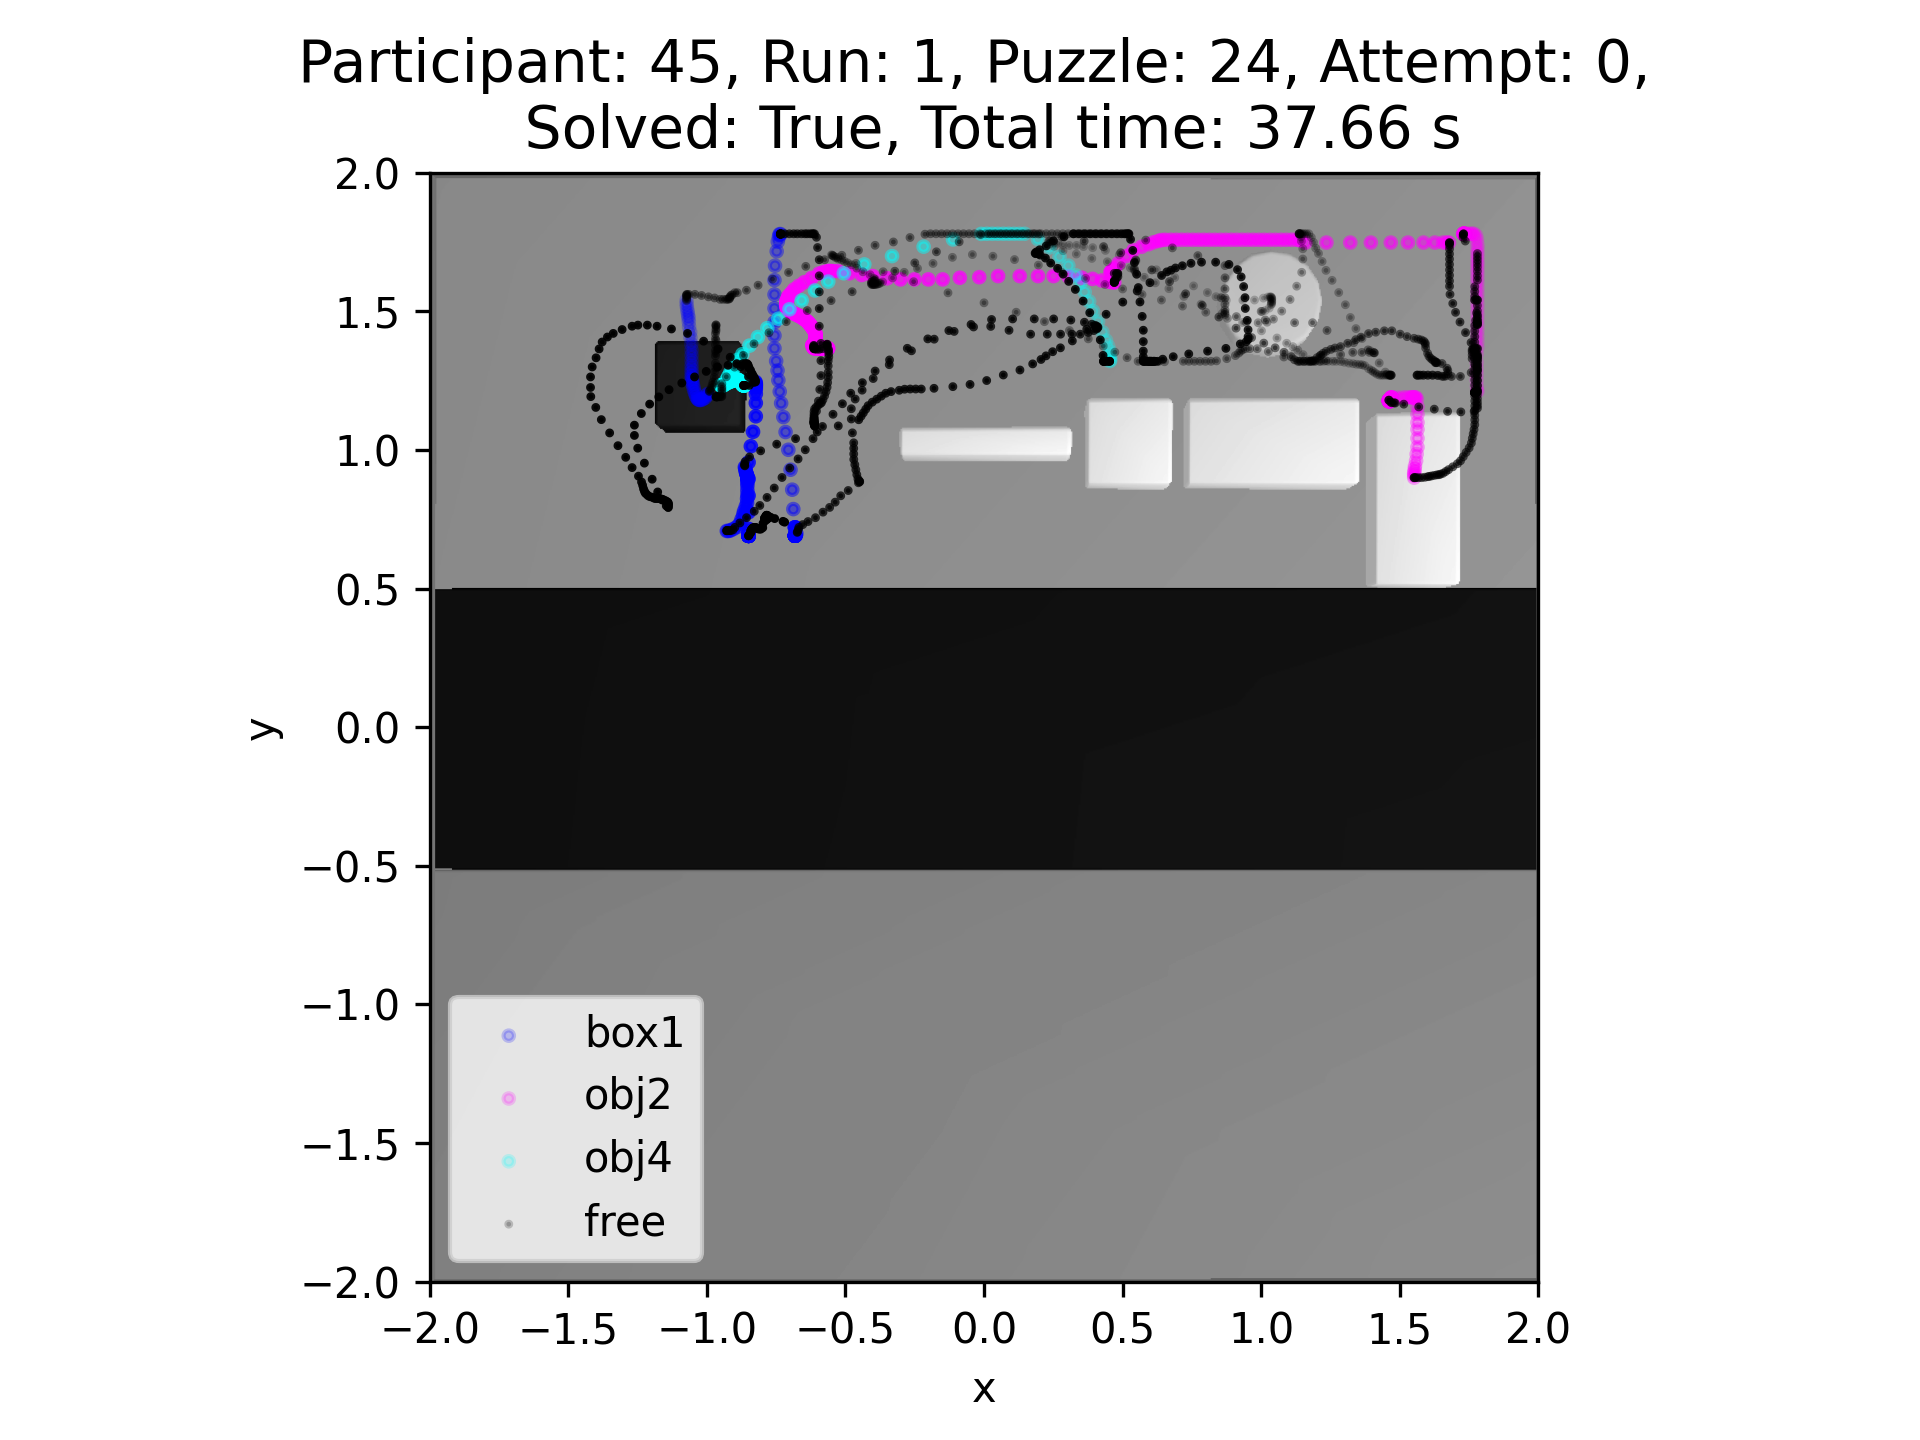 Participant: 45, Run: 1, Puzzle: 24, Attempt: 0,
Solved: True, Total time: 37.66 s
2.0
1.5
1.0
0.5
0.0
−0.5
−1.0
−1.5
−2.0
y
box1
obj2
obj4
free
−2.0 −1.5 −1.0 −0.5 0.0 0.5 1.0 1.5 2.0
x